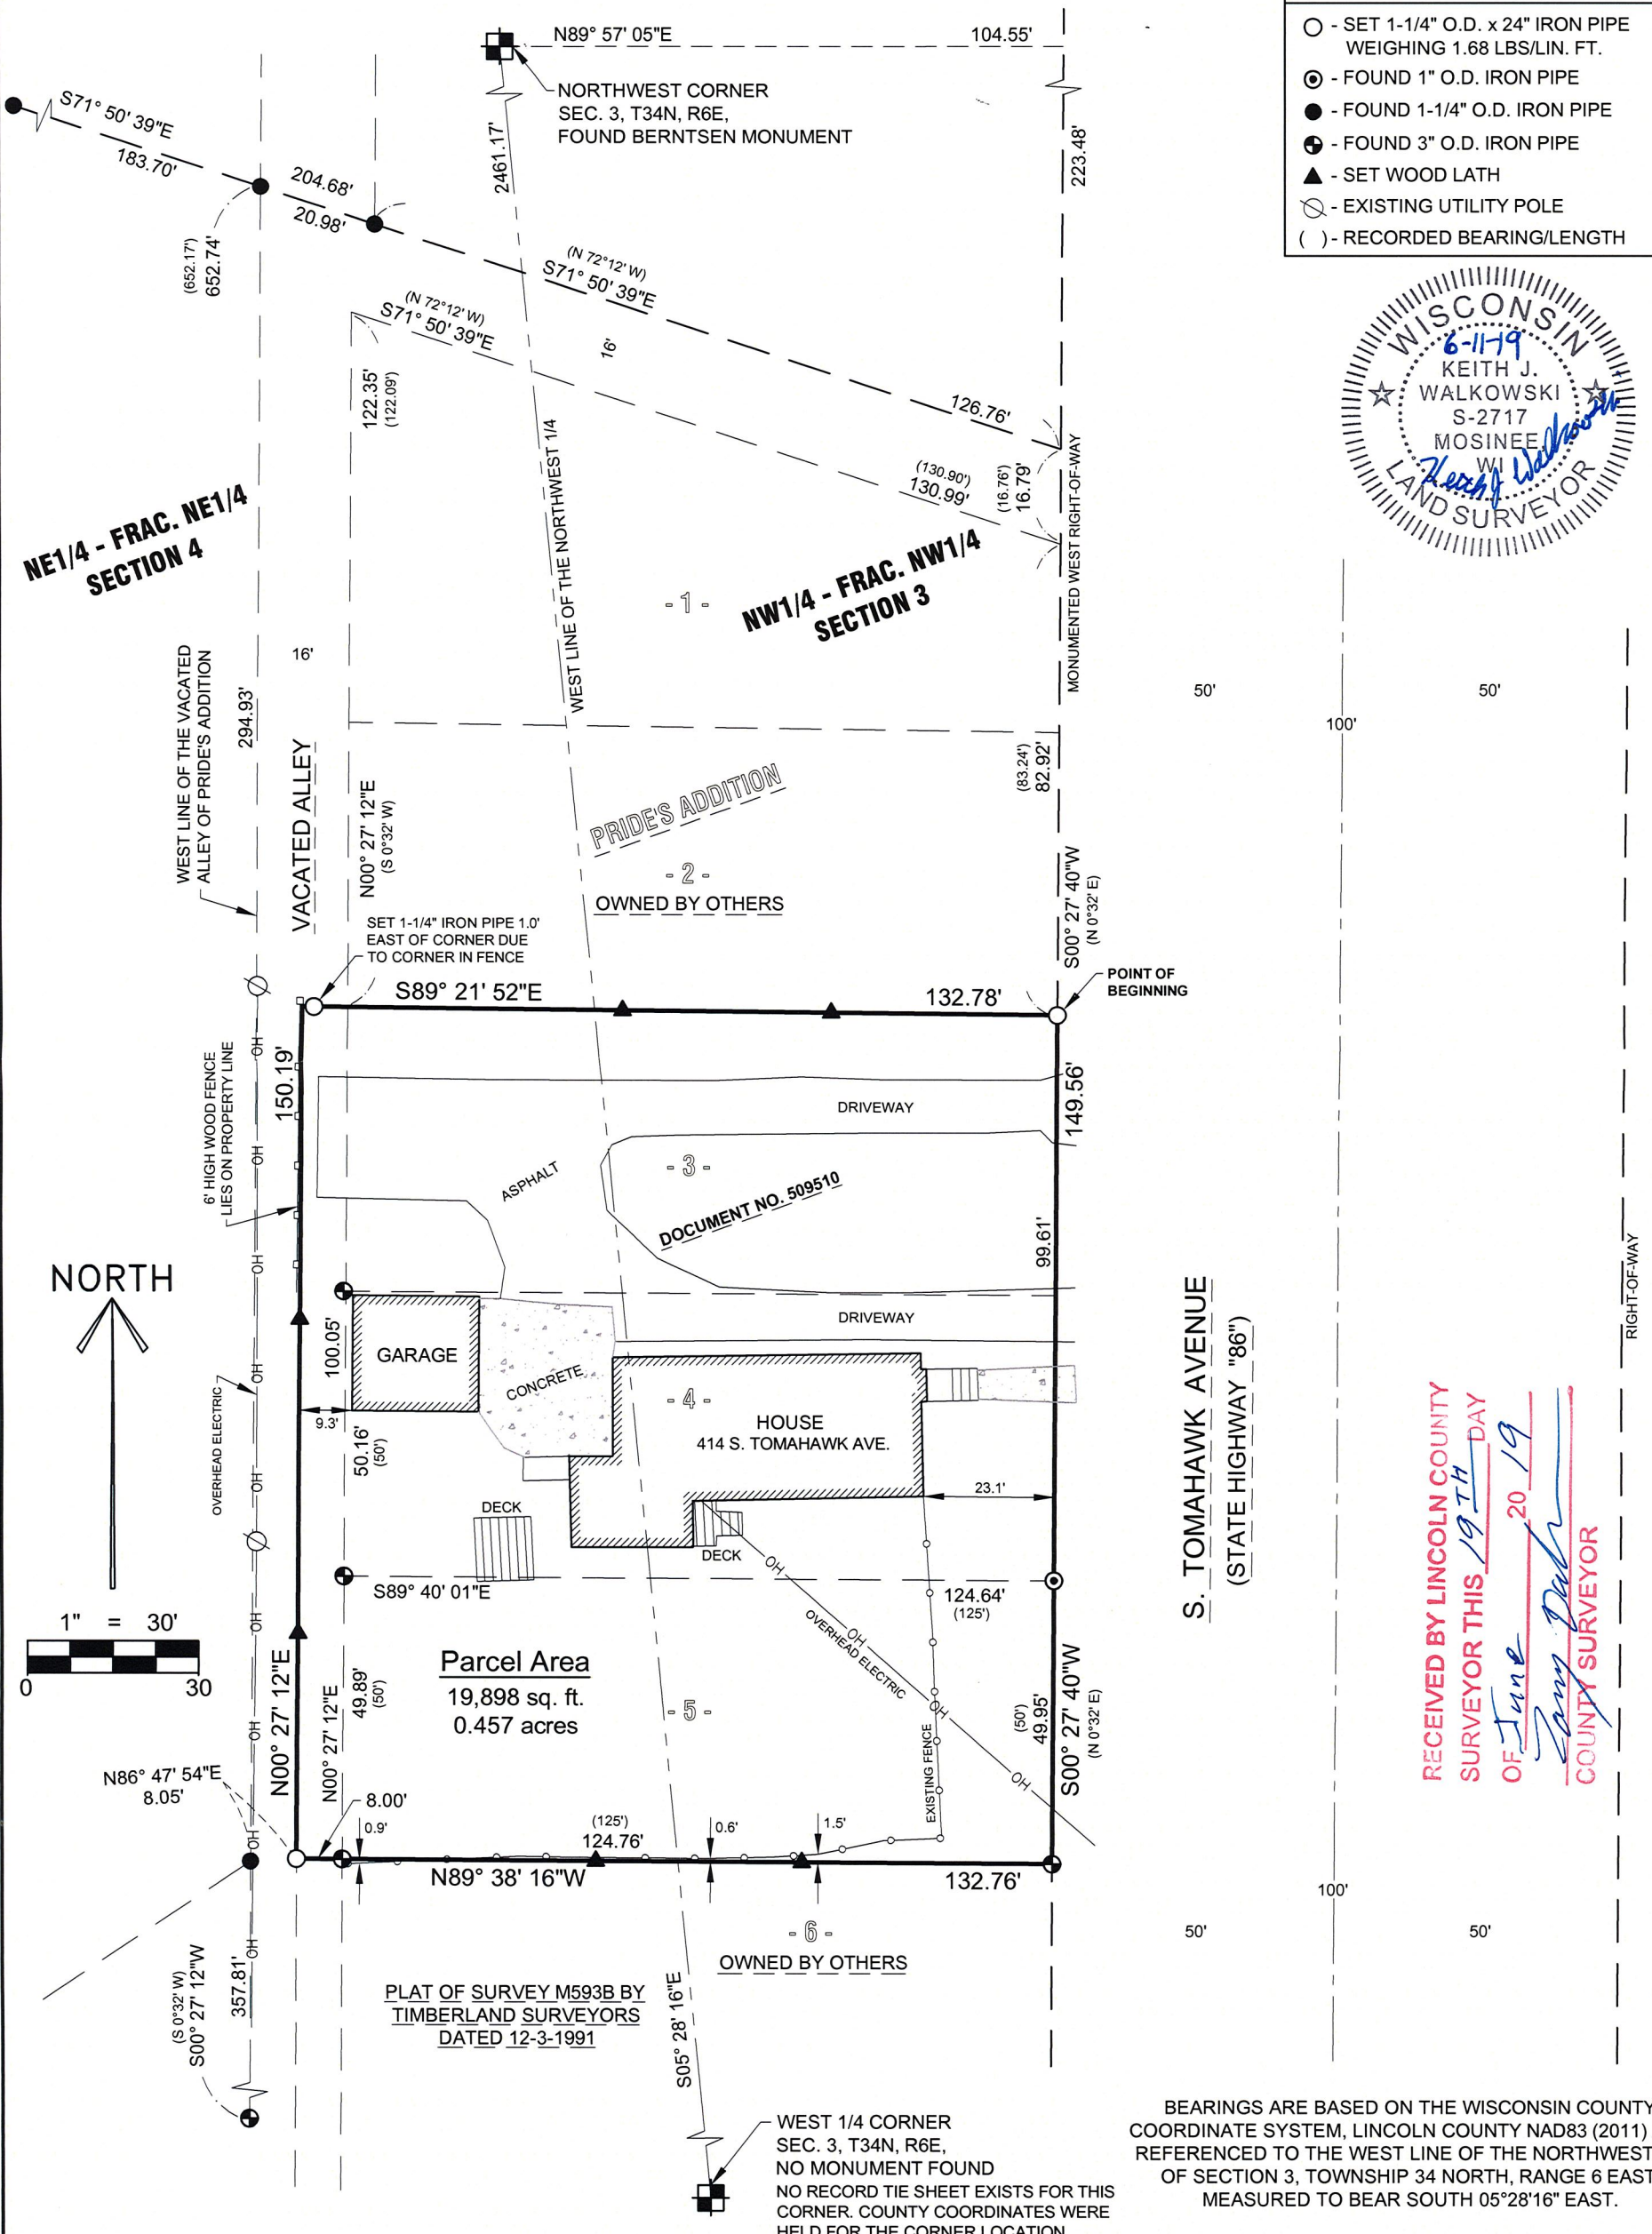 N89° 57' 05"E
104.55'
NORTHWEST CORNER
SEC. 3, T34N, R6E,
FOUND BERNTSEN MONUMENT
2461.17'
223.48'
○ - SET 1-1/4" O.D. x 24" IRON PIPE
WEIGHING 1.68 LBS/LIN. FT.
- FOUND 1" O.D. IRON PIPE
- FOUND 1-1/4" O.D. IRON PIPE
- FOUND 3" O.D. IRON PIPE
▲ - SET WOOD LATH
- EXISTING UTILITY POLE
( ) - RECORDED BEARING/LENGTH
S71° 50' 39"E
183.70'
204.68'
20.98'
(652.17')
652.74'
(N 72°12' W)
S71° 50' 39"E
(N 72°12' W)
S71° 50' 39"E
16'
122.35'
(122.09')
126.76'
(130.90')
130.99'
(16.76')
16.79'
WISCONSIN
6-11-19
KEITH J.
WALKOWSKI
S-2717
MOSINEE,
WI
Keith J Walkowski
LAND SURVEYOR
NE1/4 - FRAC. NE1/4
SECTION 4
WEST LINE OF THE NORTHWEST 1/4
NW1/4 - FRAC. NW1/4
SECTION 3
MONUMENTED WEST RIGHT-OF-WAY
- 1 -
16'
WEST LINE OF THE VACATED
ALLEY OF PRIDE'S ADDITION
294.93'
50'
50'
100'
VACATED ALLEY
N00° 27' 12"E
(S 0°32' W)
PRIDE'S ADDITION
(83.24')
82.92'
- 2 -
OWNED BY OTHERS
S00° 27' 40"W
(N 0°32' E)
SET 1-1/4" IRON PIPE 1.0'
EAST OF CORNER DUE
TO CORNER IN FENCE
S89° 21' 52"E
132.78'
POINT OF
BEGINNING
OH
OH
OH
OH
OH
OH
OH
OH
OH
6' HIGH WOOD FENCE
LIES ON PROPERTY LINE
150.19'
149.56'
DRIVEWAY
ASPHALT
- 3 -
DOCUMENT NO. 509510
99.61'
NORTH
DRIVEWAY
GARAGE
100.05'
CONCRETE
- 4 -
HOUSE
414 S. TOMAHAWK AVE.
9.3'
50.16'
(50')
OVERHEAD ELECTRIC
23.1'
DECK
DECK
S. TOMAHAWK AVENUE
(STATE HIGHWAY "86")
RIGHT-OF-WAY
S89° 40' 01"E
124.64'
(125')
OH
OH
OH
OH
OVERHEAD ELECTRIC
1" = 30'
0
30
Parcel Area
19,898 sq. ft.
0.457 acres
- 5 -
N00° 27' 12"E
N00° 27' 12"E
49.89'
(50')
EXISTING FENCE
(50')
49.95'
S00° 27' 40"W
(N 0°32' E)
RECEIVED BY LINCOLN COUNTY
SURVEYOR THIS 19TH DAY
OF June 20 19
COUNTY SURVEYOR
N86° 47' 54"E
8.05'
8.00'
0.9'
(125')
124.76'
0.6'
1.5'
N89° 38' 16"W
132.76'
100'
50'
50'
- 6 -
OWNED BY OTHERS
(S 0°32' W)
S00° 27' 12"W
357.81'
OH
PLAT OF SURVEY M593B BY
TIMBERLAND SURVEYORS
DATED 12-3-1991
S05° 28' 16"E
WEST 1/4 CORNER
SEC. 3, T34N, R6E,
NO MONUMENT FOUND
NO RECORD TIE SHEET EXISTS FOR THIS
CORNER. COUNTY COORDINATES WERE
HELD FOR THE CORNER LOCATION
BEARINGS ARE BASED ON THE WISCONSIN COUNTY
COORDINATE SYSTEM, LINCOLN COUNTY NAD83 (2011)
REFERENCED TO THE WEST LINE OF THE NORTHWEST
OF SECTION 3, TOWNSHIP 34 NORTH, RANGE 6 EAST
MEASURED TO BEAR SOUTH 05°28'16" EAST.